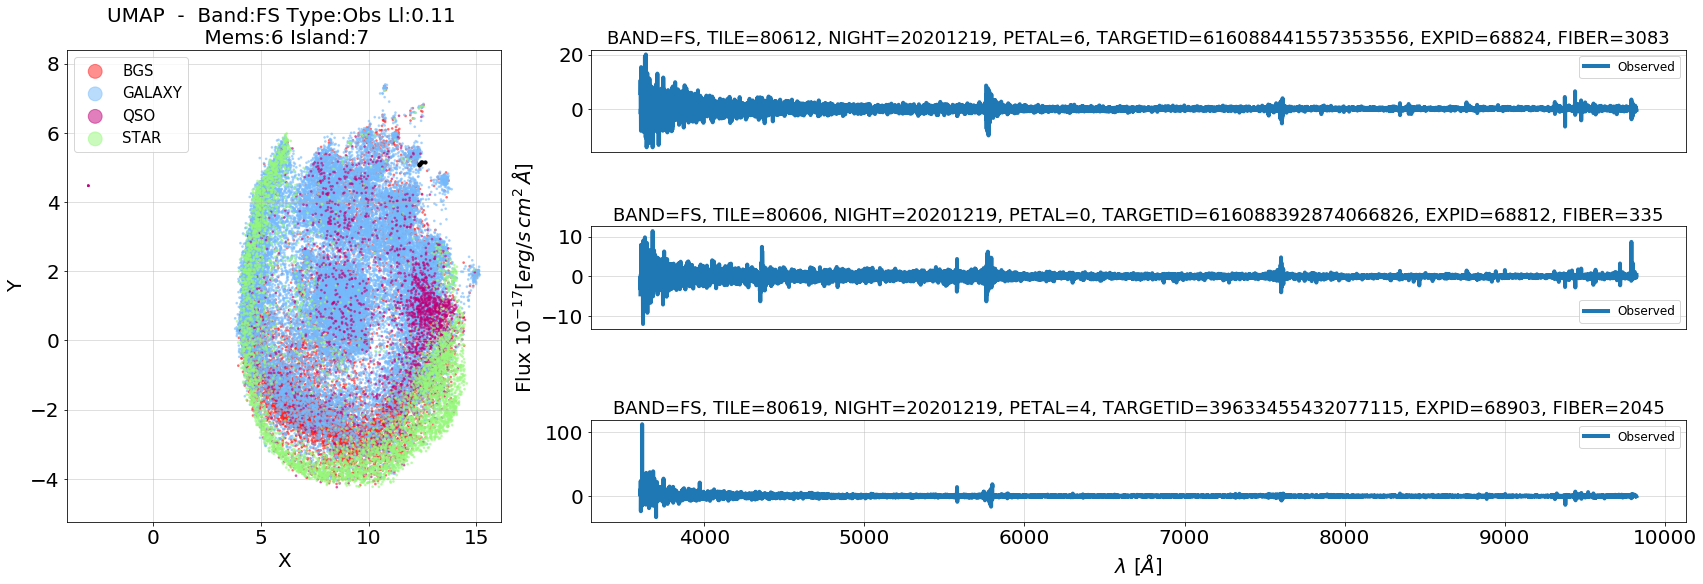 UMAP - Band:FS Type:Obs Ll:0.11
Mems:6 Island:7
BGS
GALAXY
QSO
STAR
8
6
4
2
0
−2
−4
Y
0
5
10
15
X
Flux 10^{-17}[erg/s cm^2 Å]
BAND=FS, TILE=80612, NIGHT=20201219, PETAL=6, TARGETID=616088441557353556, EXPID=68824, FIBER=3083
Observed
20
0
BAND=FS, TILE=80606, NIGHT=20201219, PETAL=0, TARGETID=616088392874066826, EXPID=68812, FIBER=335
Observed
10
0
−10
BAND=FS, TILE=80619, NIGHT=20201219, PETAL=4, TARGETID=39633455432077115, EXPID=68903, FIBER=2045
Observed
100
0
4000
5000
6000
7000
8000
9000
10000
λ [Å]